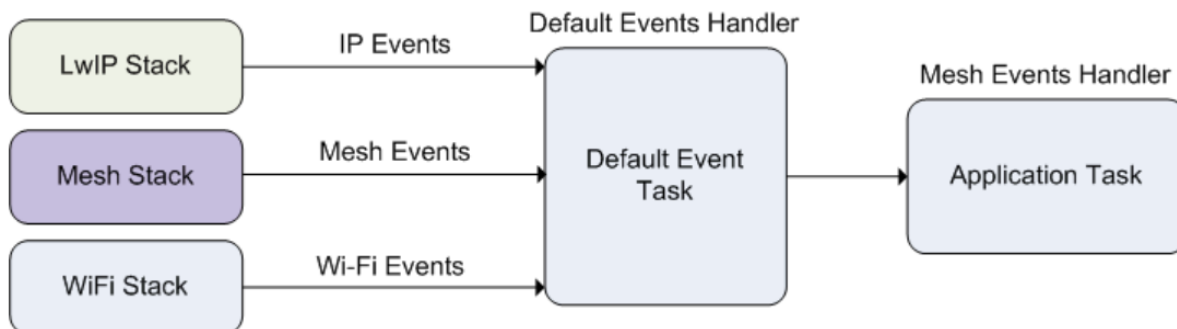 Default Events Handler
LwIP Stack
IP Events
Mesh Events Handler
Mesh Stack
Mesh Events
Default Event
Task
Application Task
WiFi Stack
Wi-Fi Events